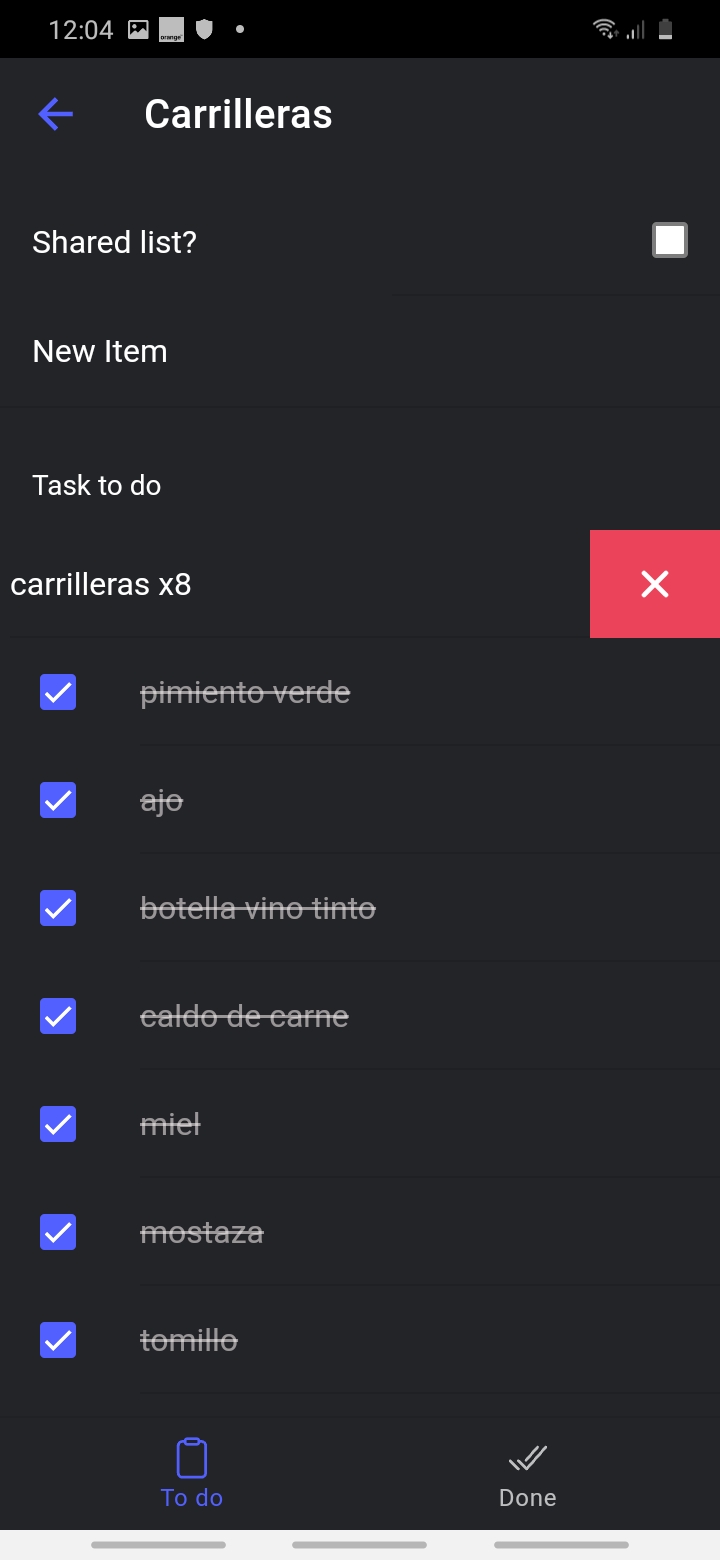 12:04
orange
Carrilleras
Shared list?
New Item
Task to do
carrilleras x8
pimiento verde
ajo
botella vino tinto
caldo de carne
miel
mostaza
tomillo
To do
Done